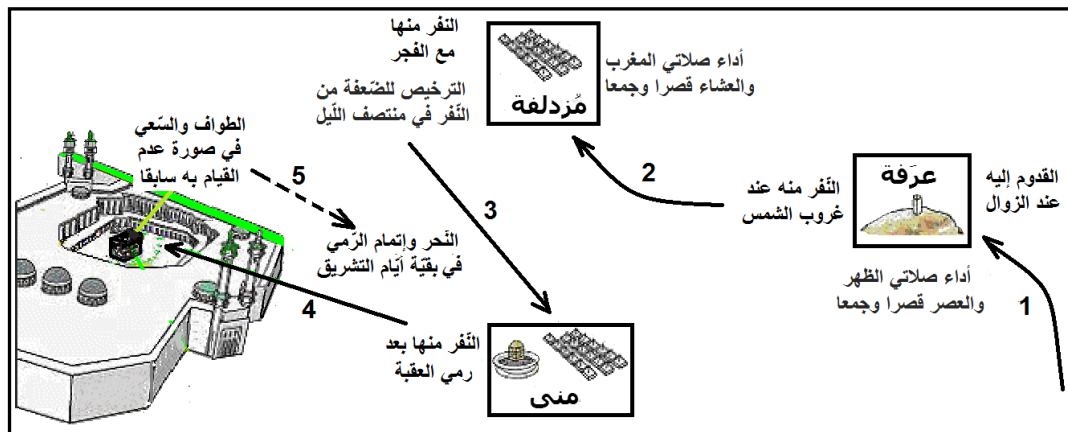 القدوم إليه
عند الزوال
عرَفة
أداء صلاتي الظهر
والعصر قصرا وجمعا
1
النّفر منه عند
غروب الشمس
2
أداء صلاتي المغرب
والعشاء قصرا وجمعا
مُزدلفة
النفر منها
مع الفجر
الترخيص للضّعفة من
النّفر في منتصف اللّيل
3
منى
النّفر منها بعد
رمي العقبة
4
الطواف والسّعي
في صورة عدم
القيام به سابقا
5
النّحر وإتمام الرّمي
في بقيّة أيّام التشريق